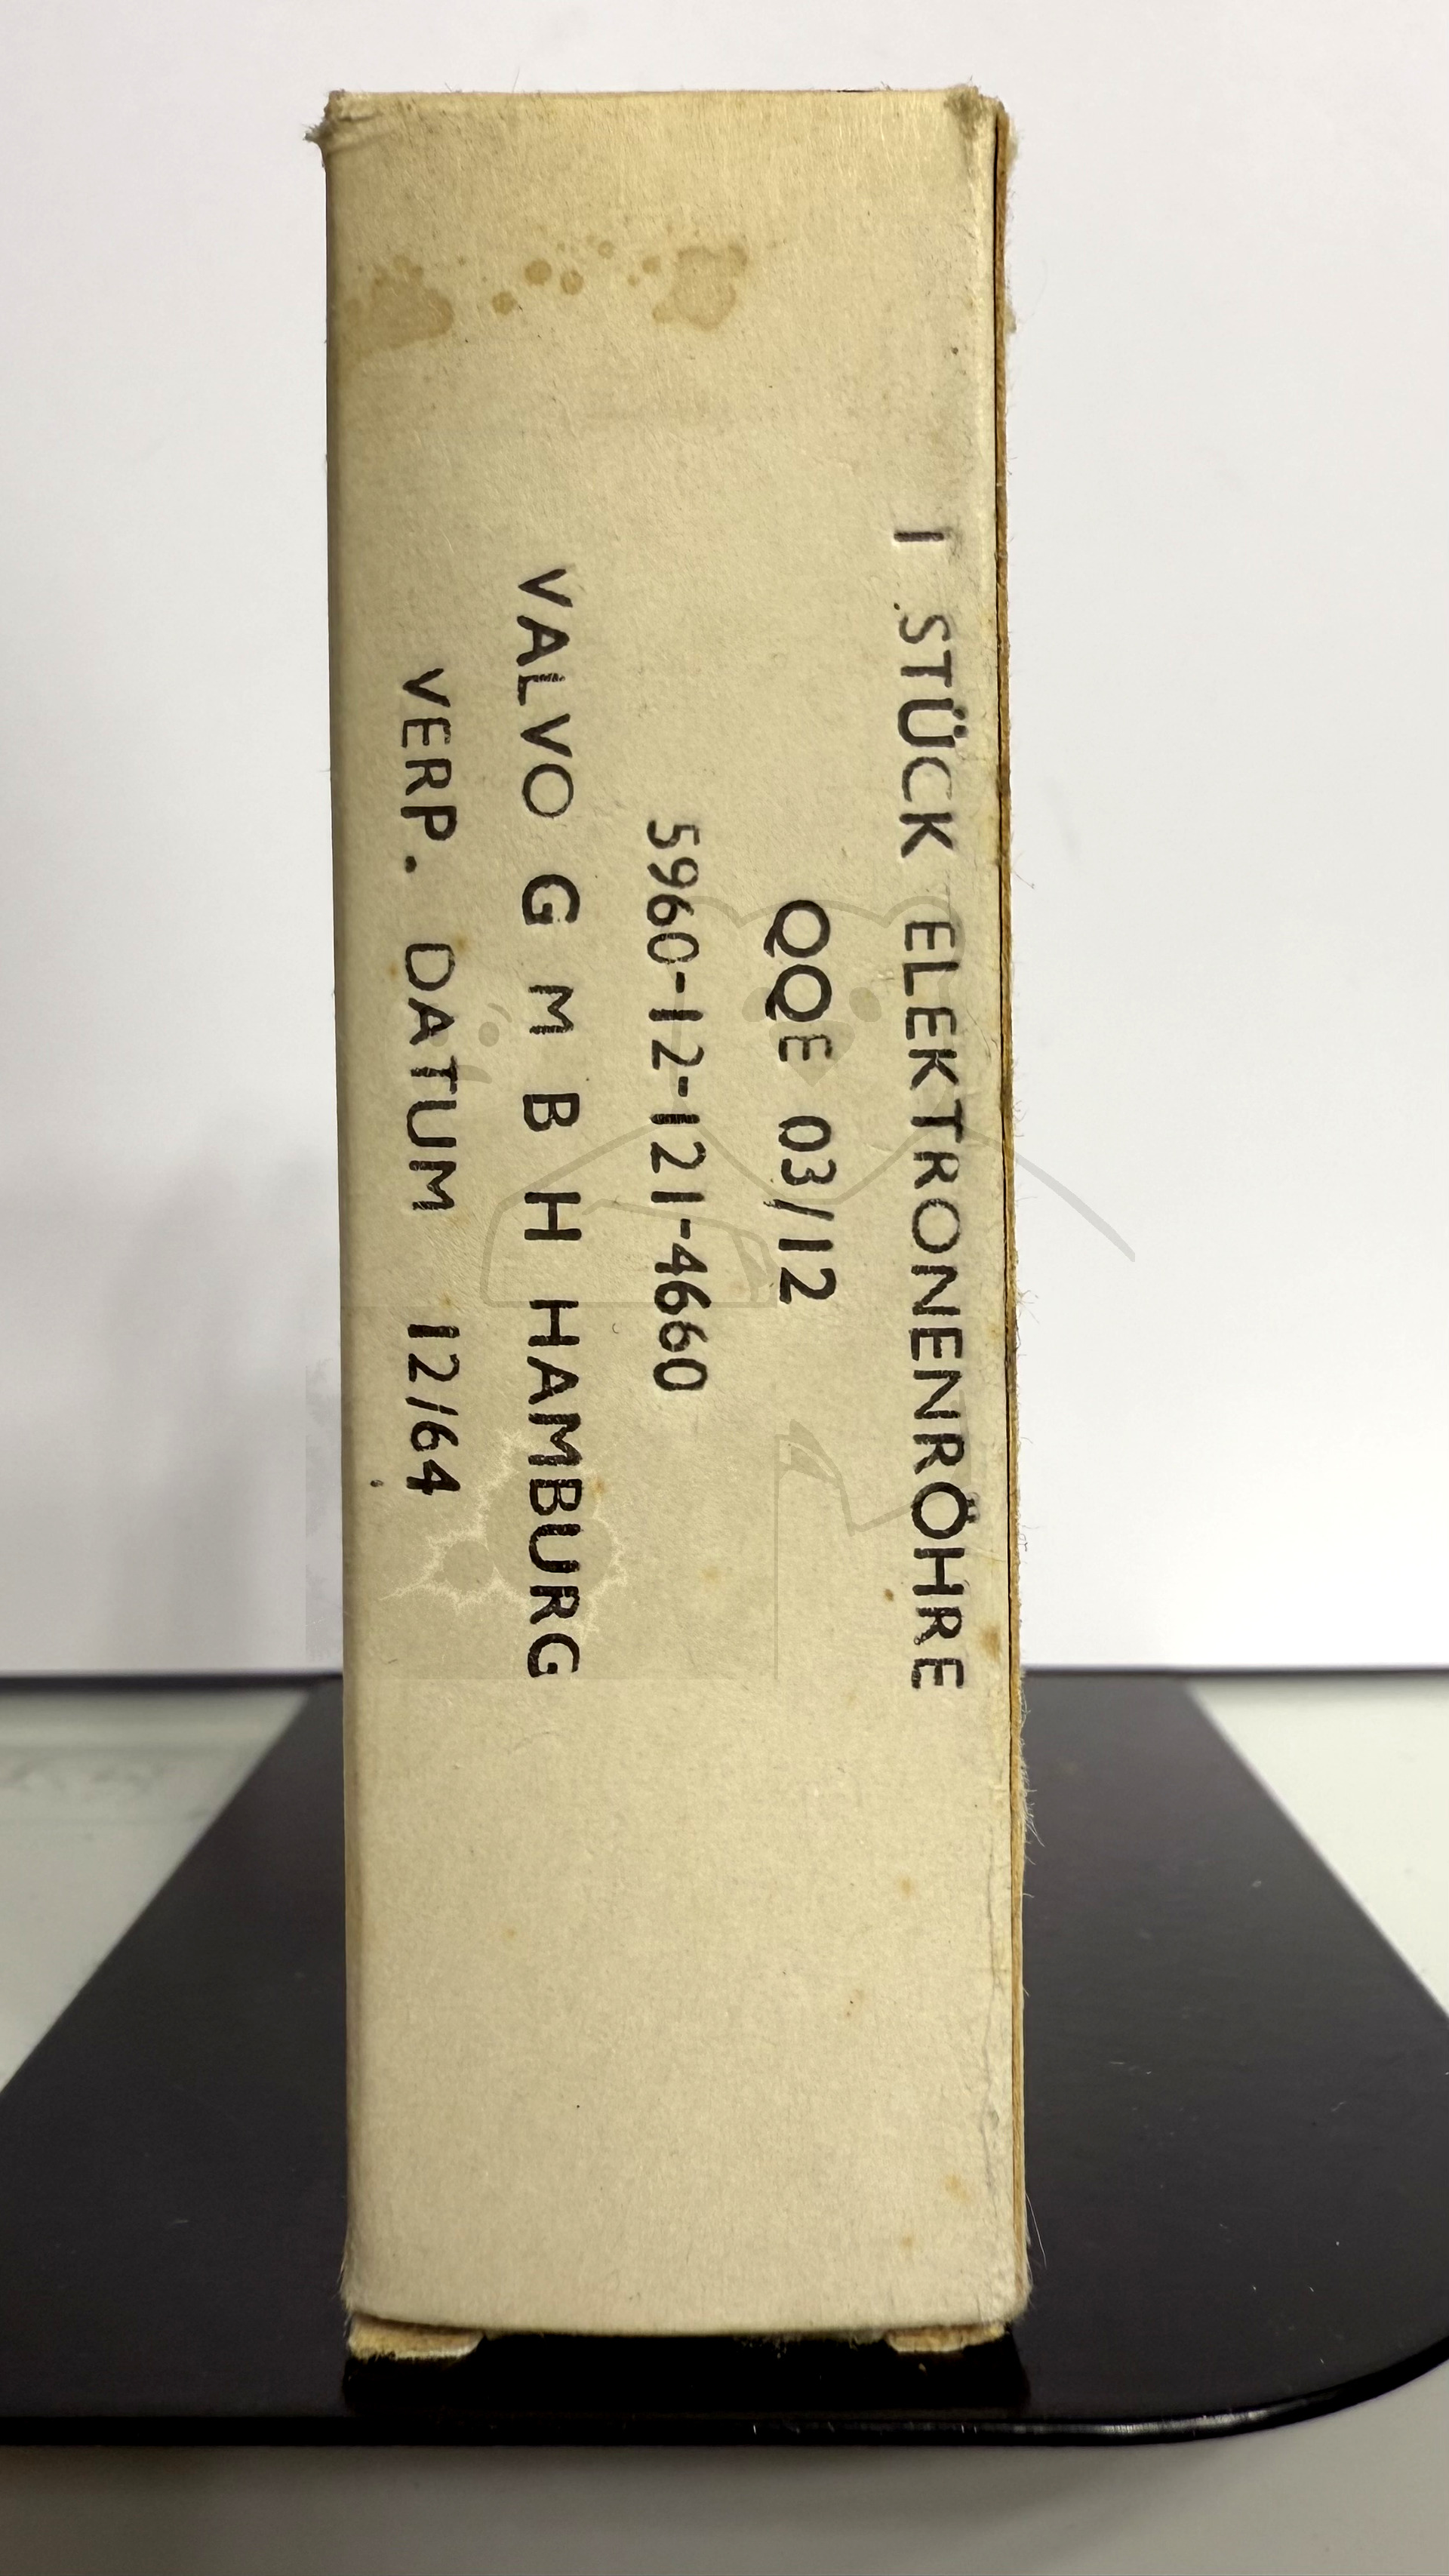 1 STÜCK ELEKTRONENRÖHRE
QQE 03/12
5960-12-121-4660
VALVO G M B H HAMBURG
VERP. DATUM 12/64